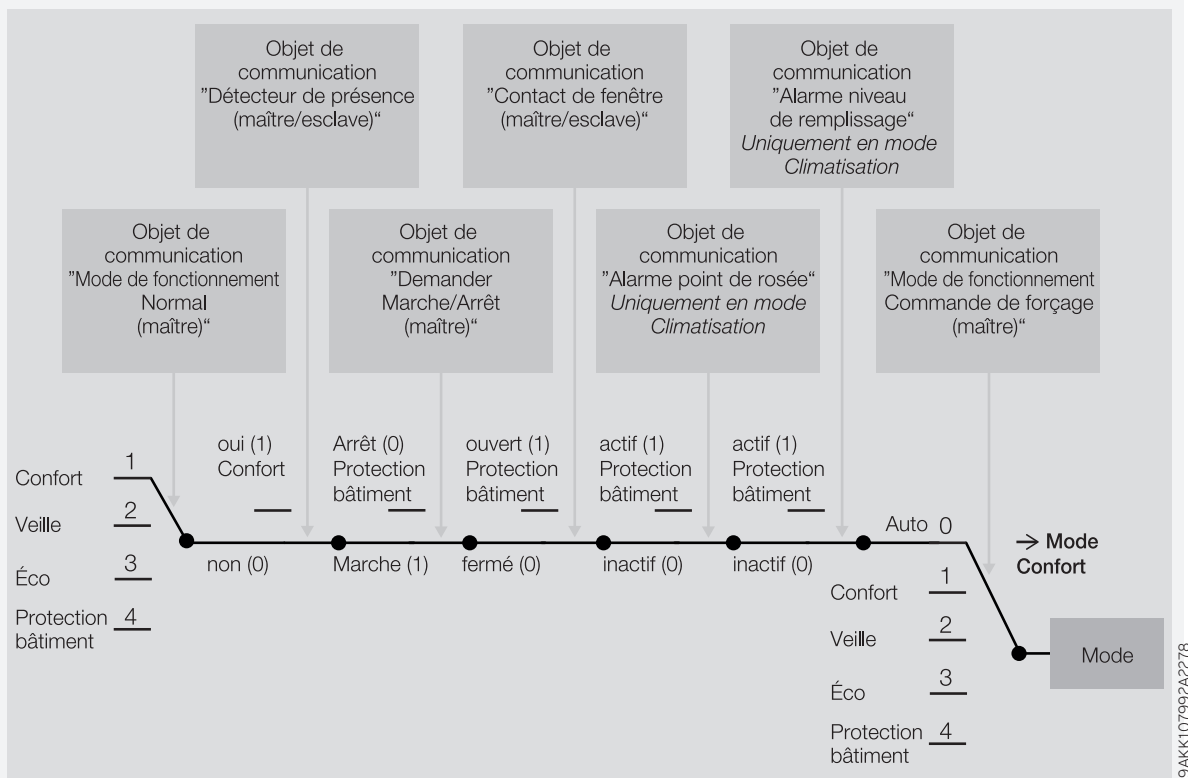 Objet de
communication
"Détecteur de présence
(maître/esclave)“
Objet de
communication
"Contact de fenêtre
(maître/esclave)“
Objet de
communication
"Alarme niveau
de remplissage“
Uniquement en mode
Climatisation
Objet de
communication
"Mode de fonctionnement
Normal
(maître)“
Objet de
communication
"Demander
Marche/Arrêt
(maître)“
Objet de
communication
"Alarme point de rosée“
Uniquement en mode
Climatisation
Objet de
communication
"Mode de fonctionnement
Commande de forçage
(maître)“
Confort 1
Veille 2
Éco 3
Protection 4
bâtiment
oui (1)
Confort
non (0)
Arrêt (0)
Protection
bâtiment
Marche (1)
ouvert (1)
Protection
bâtiment
fermé (0)
actif (1)
Protection
bâtiment
inactif (0)
actif (1)
Protection
bâtiment
inactif (0)
Auto 0
Confort 1
Veille 2
Éco 3
Protection 4
bâtiment
→ Mode
Confort
Mode
9AKK107992A2278